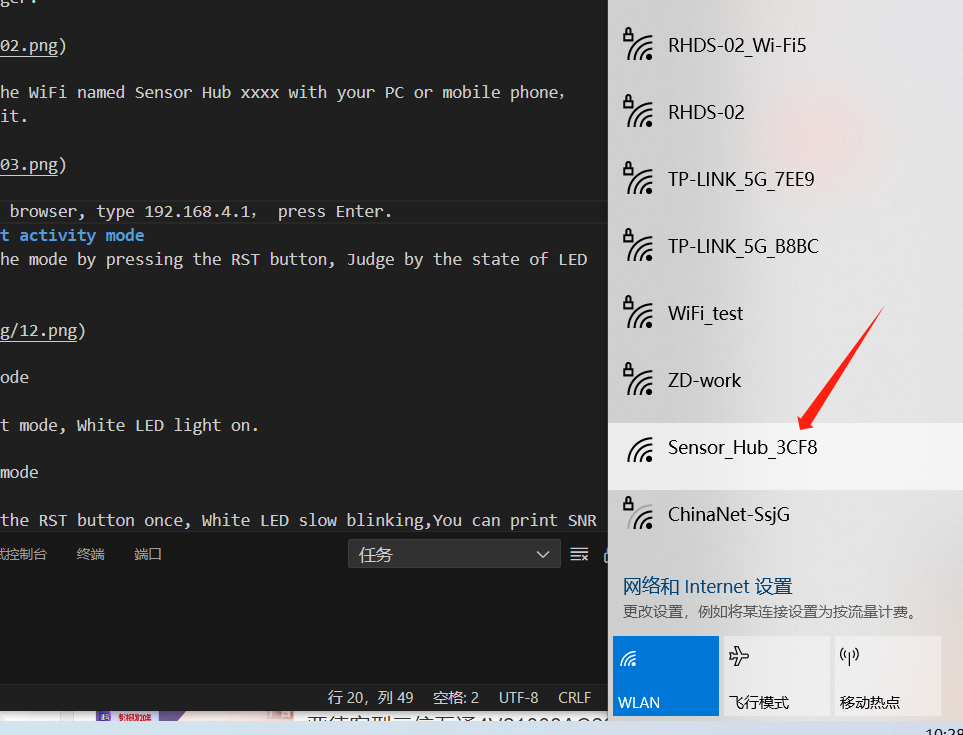 02.png)
he WiFi named Sensor Hub xxxx with your PC or mobile phone，
it.
03.png)
browser, type 192.168.4.1， press Enter.
t activity mode
he mode by pressing the RST button, Judge by the state of LED
g/12.png)
ode
t mode, White LED light on.
mode
the RST button once, White LED slow blinking,You can print SNR
控制台 终端 端口
任务
行 20，列 49 空格: 2 UTF-8 CRLF
RHDS-02_Wi-Fi5
RHDS-02
TP-LINK_5G_7EE9
TP-LINK_5G_B8BC
WiFi_test
ZD-work
Sensor_Hub_3CF8
ChinaNet-SsjG
网络和 Internet 设置
更改设置，例如将某连接设置为按流量计费。
WLAN
飞行模式
移动热点